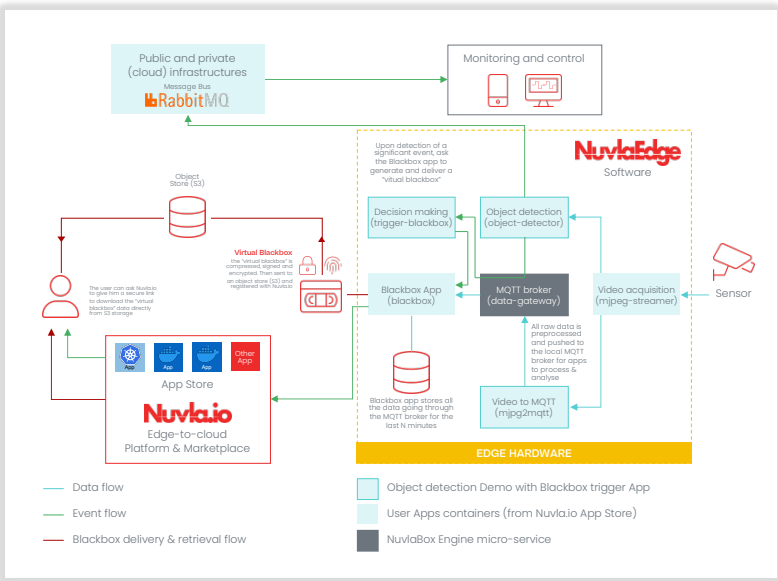 Public and private
(cloud) infrastructures
Message Bus
RabbitMQ
Monitoring and control
Upon detection of a
significant event, ask
the Blackbox app to
generate and deliver a
"vitual blackbox"
NuvlaEdge
Software
Object
Store (S3)
Decision making
(trigger-blackbox)
Object detection
(object-detector)
Virtual Blackbox
the "virtual blackbox" is
compressed, signed and
encrypted. Then sent to
an object store (S3) and
registered with Nuvla.io
The user can ask Nuvla.io
to give him a secure link
to download the "virtual
blackbox" data directly
from S3 storage
Blackbox App
(blackbox)
MQTT broker
(data-gateway)
Video acquisition
(mjpeg-streamer)
Sensor
All raw data is
preprocessed
and pushed to
the local MQTT
broker for apps
to process &
analyse
App
App
App
Other
App
App Store
Nuvla.io
Edge-to-cloud
Platform & Marketplace
Blackbox app stores all
the data going through
the MQTT broker for the
last N minutes
Video to MQTT
(mjpg2mqtt)
EDGE HARDWARE
Data flow
Event flow
Blackbox delivery & retrieval flow
Object detection Demo with Blackbox trigger App
User Apps containers (from Nuvla.io App Store)
NuvlaBox Engine micro-service